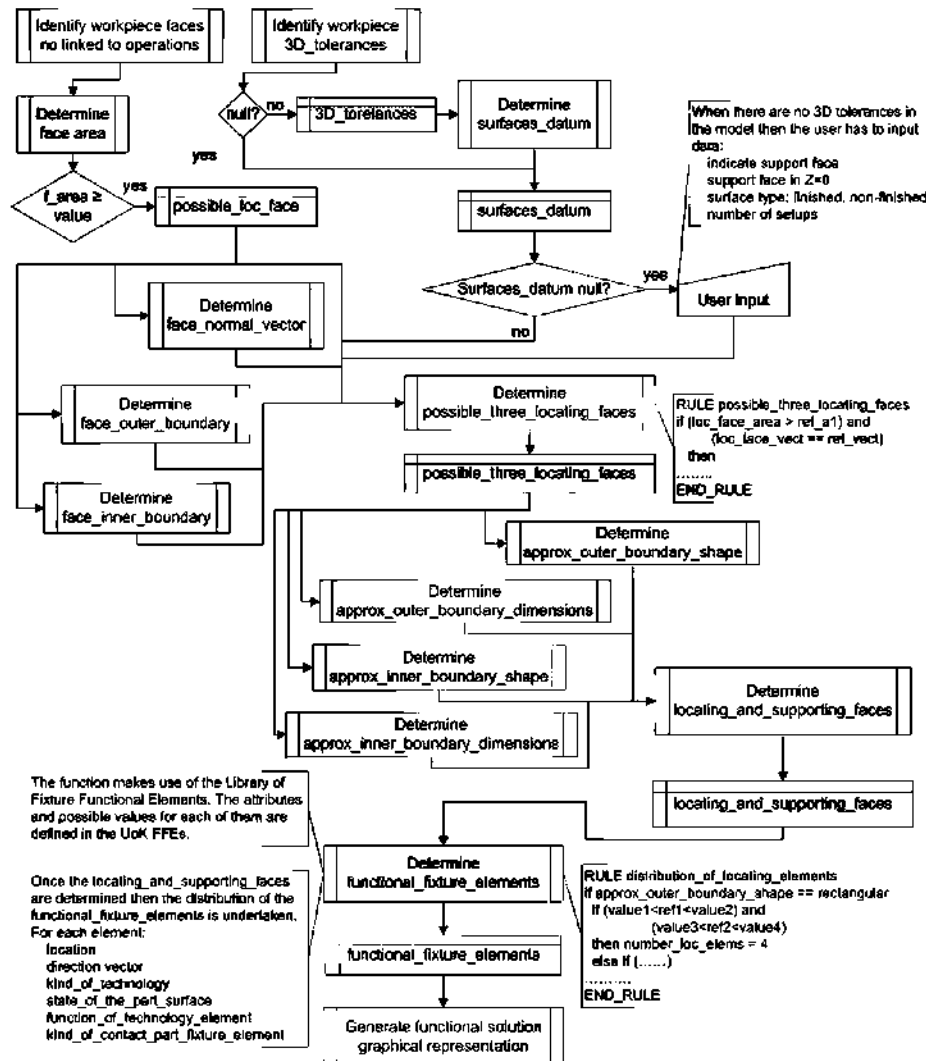 Identify workpiece faces
no linked to operations
Identify workpiece
3D_tolerances
Determine
face area
null?
no
3D_torelances
Determine
surfaces_datum
When there are no 3D tolerances in
the model then the user has to input
data:
indicate support face
support face in Z=0
surface type: finished, non-finished
number of setups
yes
f_area ≥
value
yes
possible_loc_face
surfaces_datum
Surfaces_datum null?
yes
User input
no
Determine
face_normal_vector
Determine
face_outer_boundary
Determine
possible_three_locating_faces
RULE possible_three_locating_faces
if (loc_face_area > ref_a1) and
(loc_face_vect == ref_vect)
then
........
END_RULE
possible_three_locating_faces
Determine
face_inner_boundary
Determine
approx_outer_boundary_shape
Determine
approx_outer_boundary_dimensions
Determine
approx_inner_boundary_shape
Determine
locating_and_supporting_faces
Determine
approx_inner_boundary_dimensions
The function makes use of the Library of
Fixture Functional Elements. The attributes
and possible values for each of them are
defined in the UoK FFEs.
locating_and_supporting_faces
Determine
functional_fixture_elements
RULE distribution_of_locating_elements
if approx_outer_boundary_shape == rectangular
If (value1<ref1<value2) and
(value3<ref2<value4)
then number_loc_elems = 4
else if (......)
........
END_RULE
Once the locating_and_supporting_faces
are determined then the distribution of the
functional_fixture_elements is undertaken.
For each element:
location
direction vector
kind_of_technology
state_of_the_part_surface
function_of_technology_element
kind_of_contact_part_fixture_element
functional_fixture_elements
Generate functional solution
graphical representation